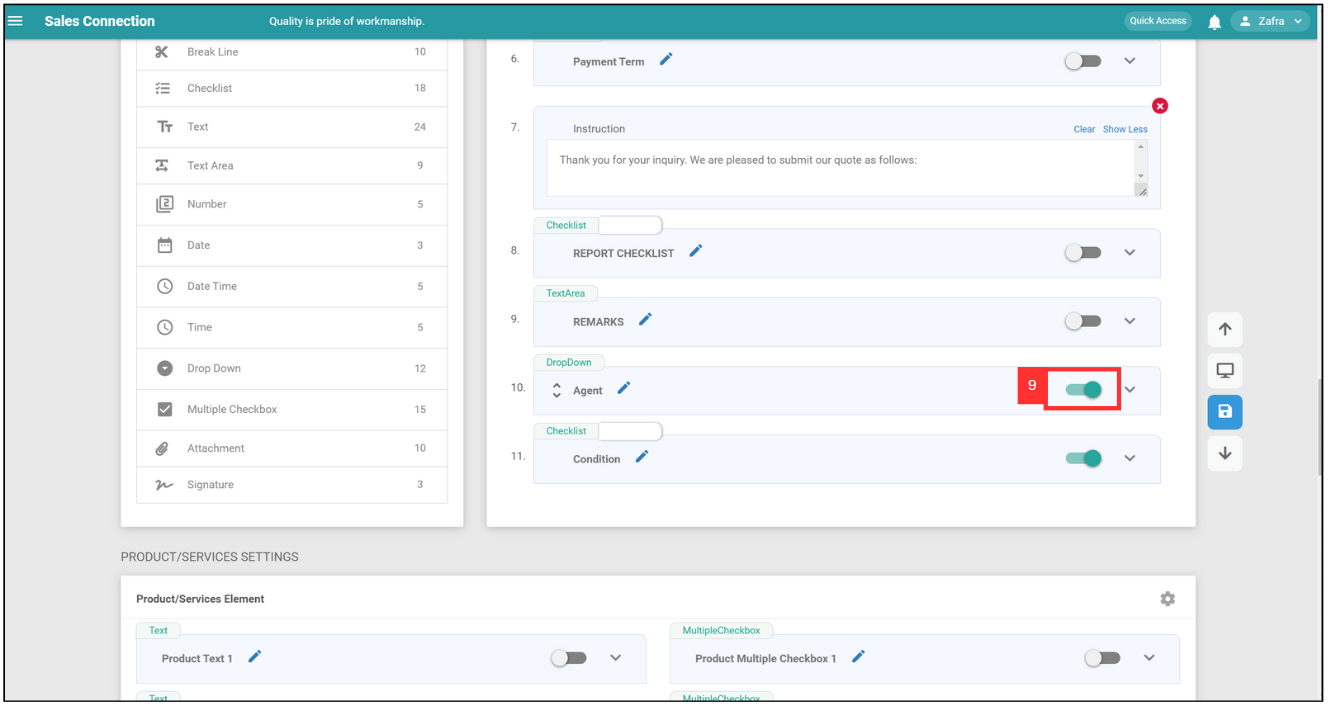 Sales Connection
Quality is pride of workmanship.
Quick Access
Zafra
Break Line 10
Checklist 18
Text 24
Text Area 9
Number 5
Date 3
Date Time 5
Time 5
Drop Down 12
Multiple Checkbox 15
Attachment 10
Signature 3
6. Payment Term
7. Instruction
Clear Show Less
Thank you for your inquiry. We are pleased to submit our quote as follows:
Checklist
8. REPORT CHECKLIST
TextArea
9. REMARKS
DropDown
10. Agent
9
Checklist
11. Condition
PRODUCT/SERVICES SETTINGS
Product/Services Element
Text
Product Text 1
MultipleCheckbox
Product Multiple Checkbox 1
Text
MultipleCheckbox